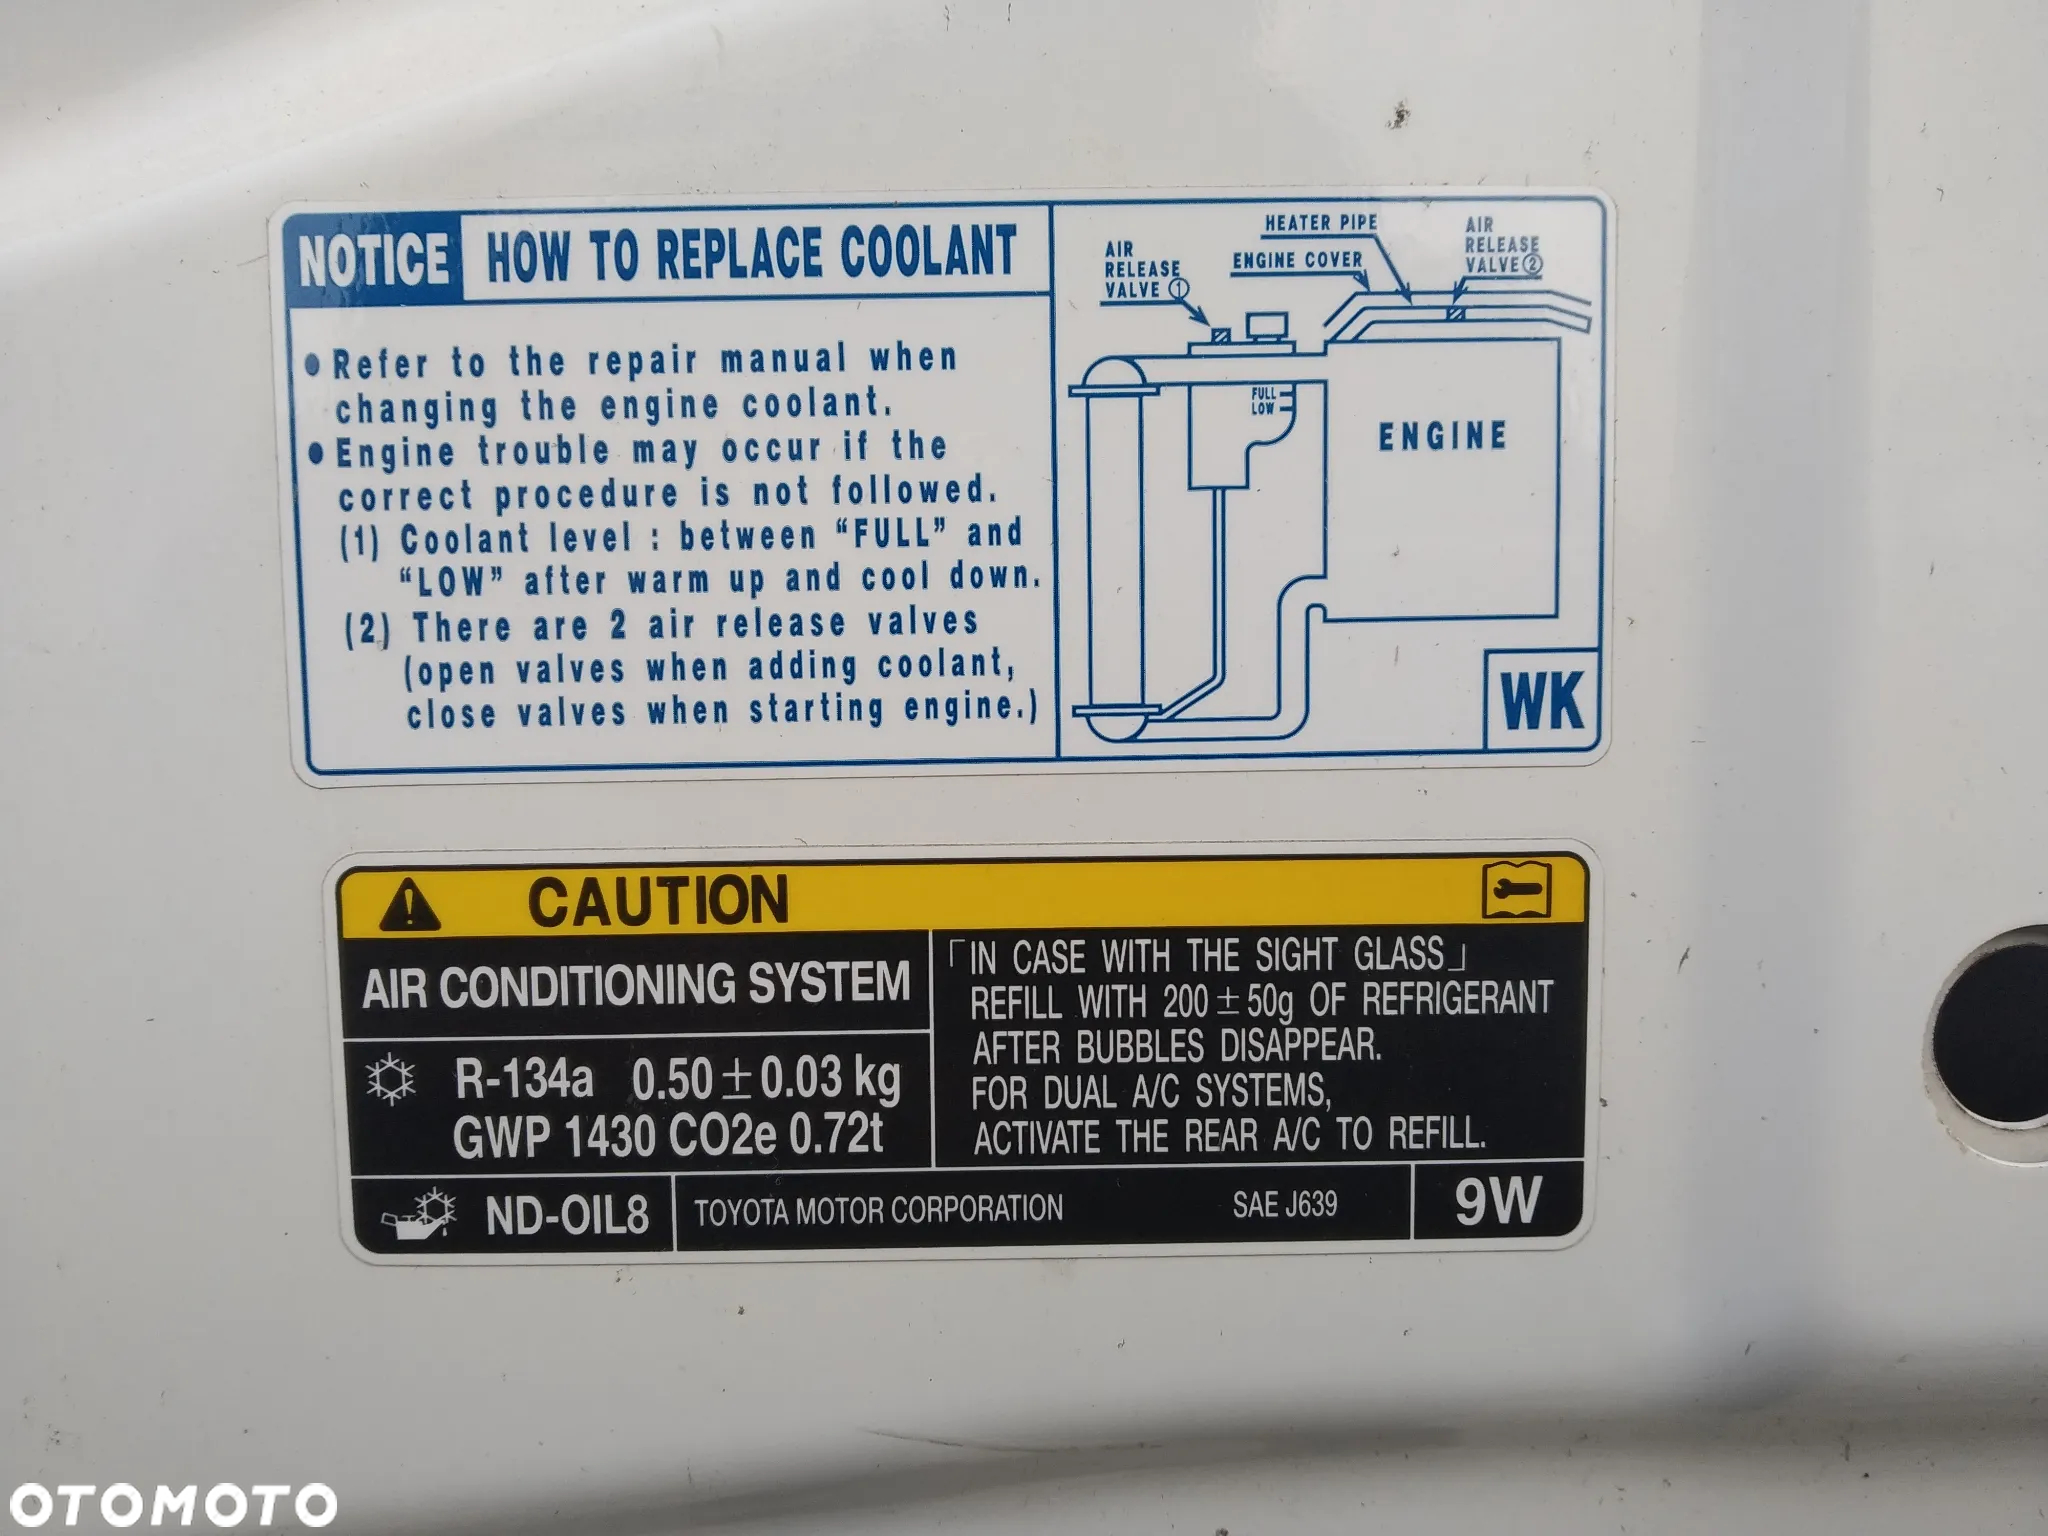 NOTICE HOW TO REPLACE COOLANT
• Refer to the repair manual when
changing the engine coolant.
• Engine trouble may occur if the
correct procedure is not followed.
(1) Coolant level : between “FULL” and
“LOW” after warm up and cool down.
(2) There are 2 air release valves
(open valves when adding coolant,
close valves when starting engine.)
AIR
RELEASE
VALVE ①
HEATER PIPE
ENGINE COVER
AIR
RELEASE
VALVE ②
FULL
LOW
ENGINE
WK
CAUTION
AIR CONDITIONING SYSTEM
R-134a 0.50±0.03 kg
GWP 1430 CO2e 0.72t
「IN CASE WITH THE SIGHT GLASS」
REFILL WITH 200±50g OF REFRIGERANT
AFTER BUBBLES DISAPPEAR.
FOR DUAL A/C SYSTEMS,
ACTIVATE THE REAR A/C TO REFILL.
ND-OIL8
TOYOTA MOTOR CORPORATION SAE J639
9W
OTOMOTO